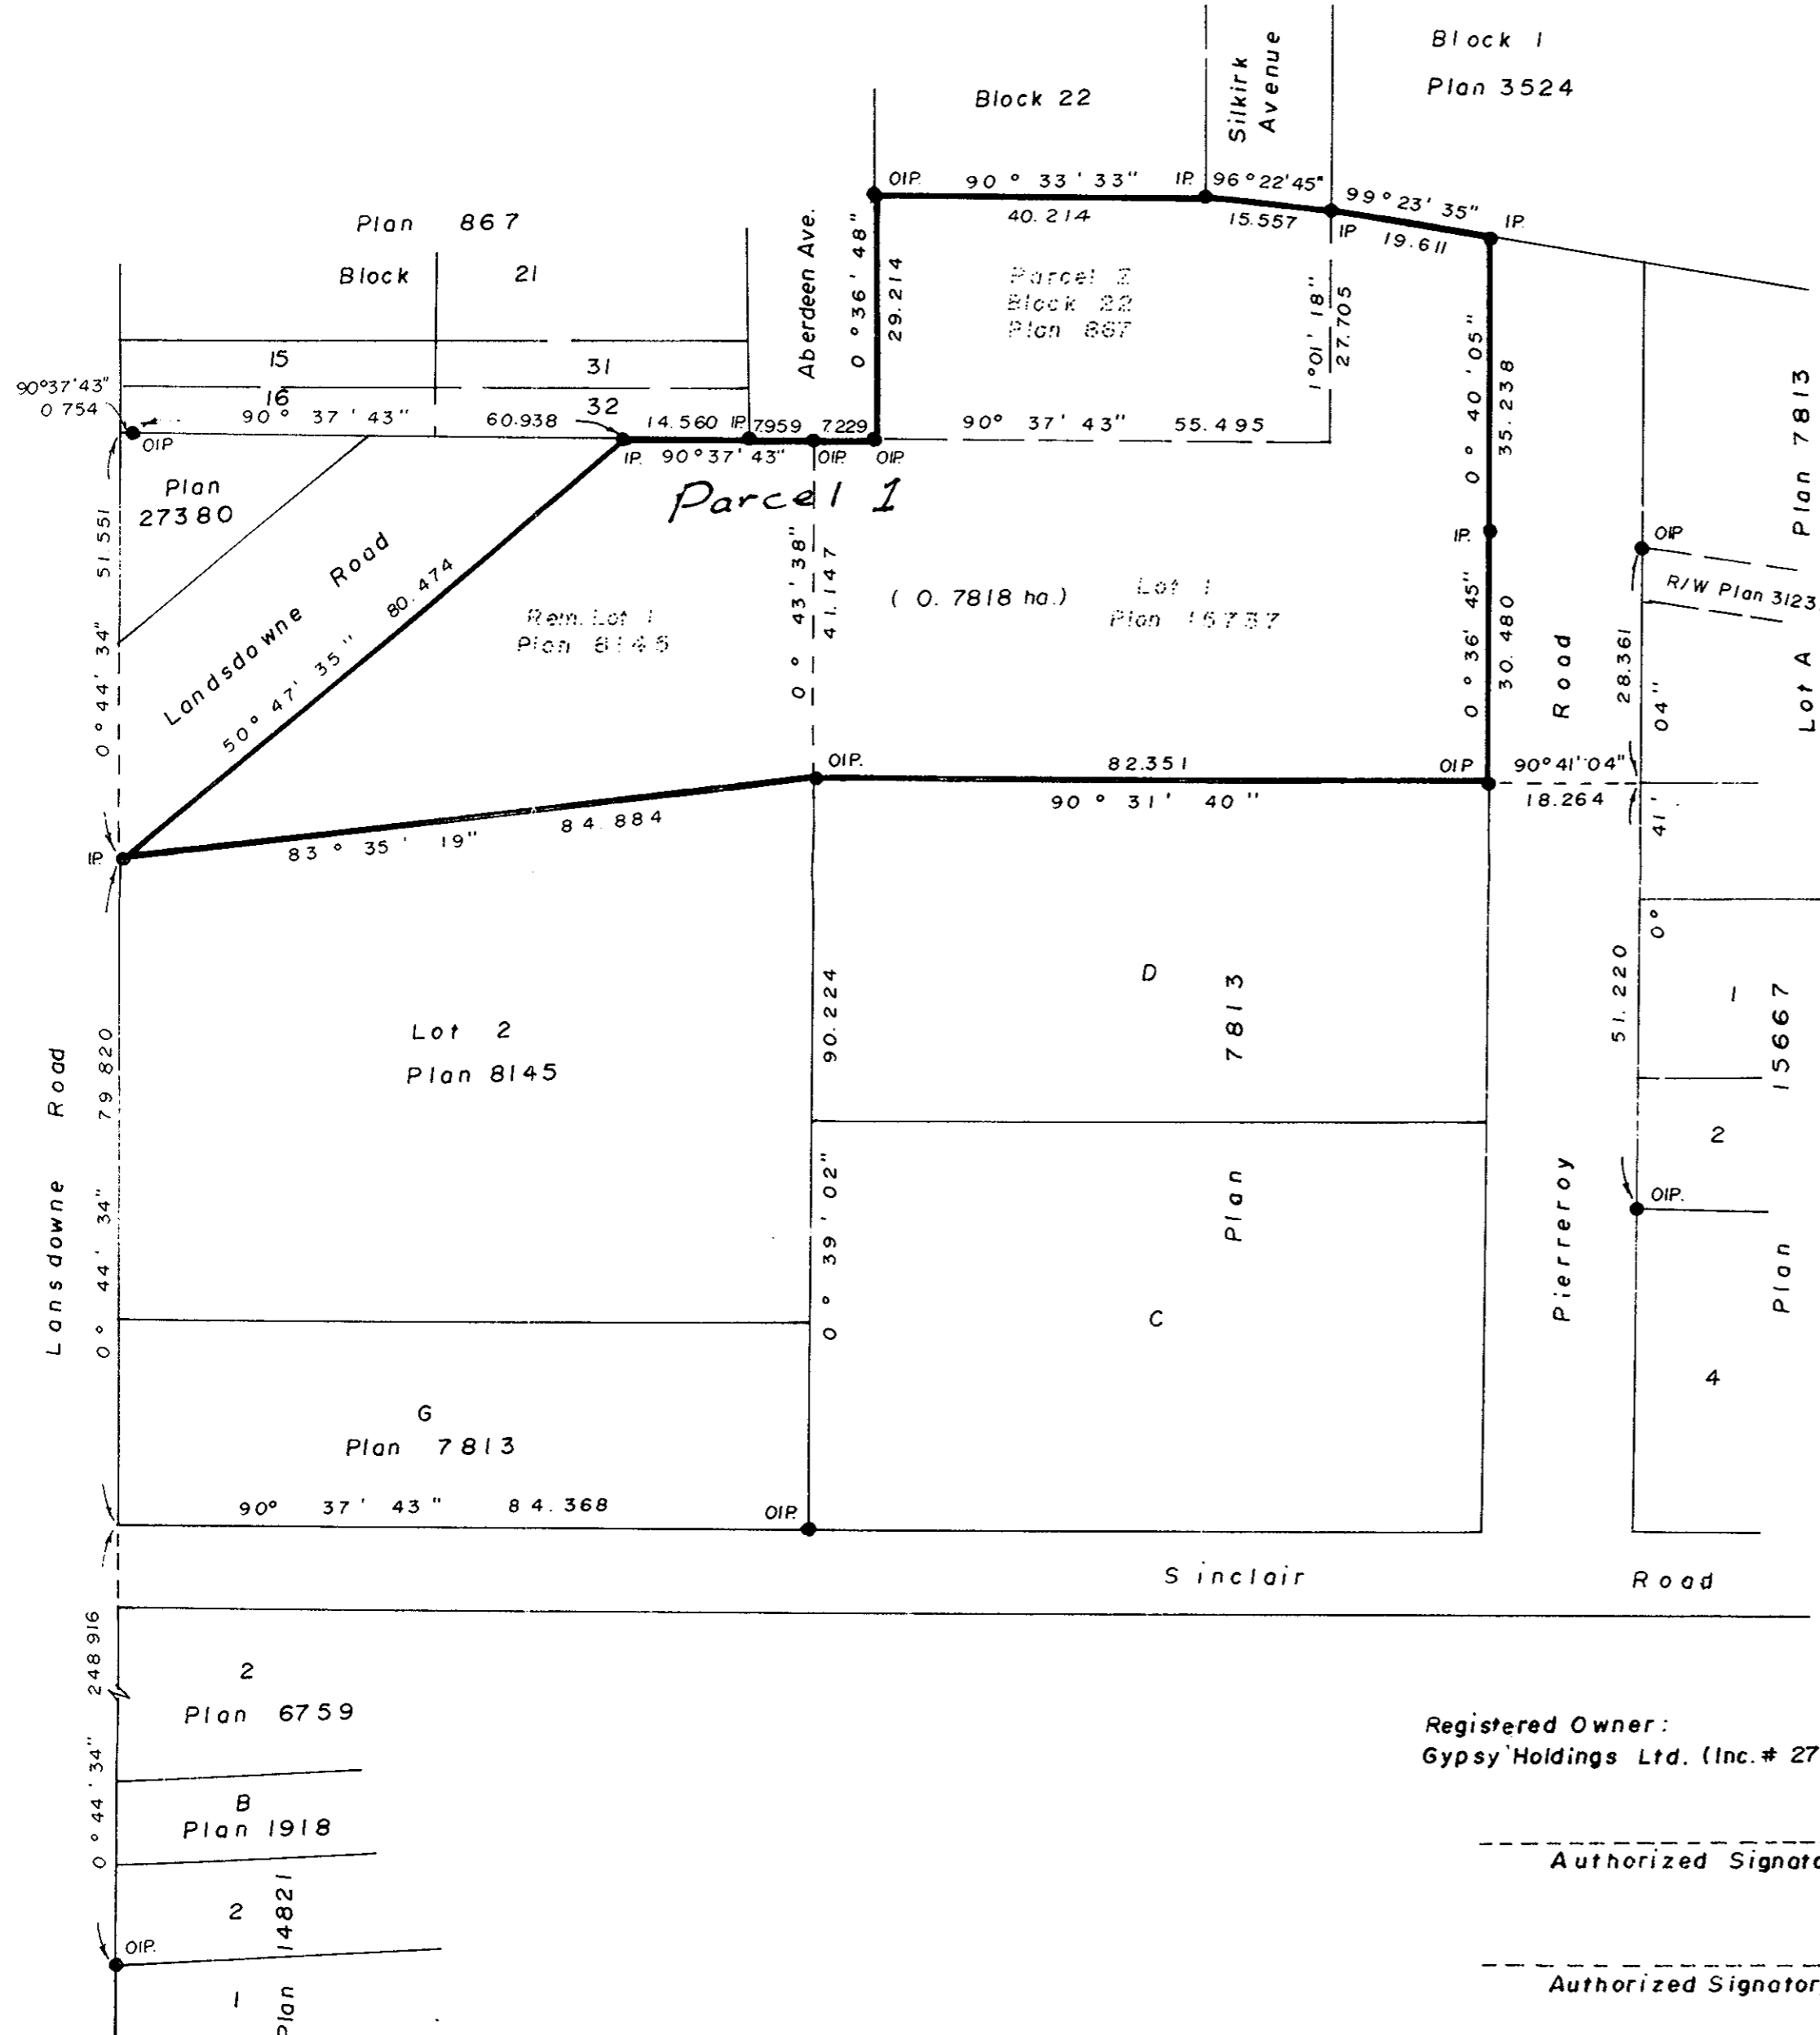 Block 1
Plan 3524
Silkirk
Avenue
Block 22
OIP.
90° 33' 33"
40.214
IP.
96°22'45"
15.557
IP
99°23'35"
19.611
IP.
Plan 867
Block 21
15
31
16
32
Aberdeen Ave.
0°36'48"
29.214
Parcel Z
Block 22
Plan 867
1°01'18"
27.705
0°40'05"
35.238
Plan 7813
90°37'43"
0 754
OIP
90° 37' 43"
60.938
14.560
IP.
7.959
7.229
IP.
90°37'43"
OIP.
OIP.
90° 37' 43" 55.495
Parcel 1
Plan
27380
0°44'34" 51.551
Landsdowne Road
50° 47' 35" 80.474
Rem. Lot 1
Plan 8145
0° 43' 38"
41.147
(0.7818 ha.)
Lot 1
Plan 15737
IP.
0°36'45"
30.480
Road
28.361
OIP
R/W Plan 3123
Lot A
04"
OIP.
82.351
90° 31' 40"
OIP
90°41'04"
18.264
41'
0°
IP.
83° 35' 19" 84.884
Lot 2
Plan 8145
Lansdowne Road
0° 44' 34" 79 820
90.224
0° 39' 02"
D
Plan 7813
C
51.220
1
2
Plan 15667
OIP.
4
Pierreroy
G
Plan 7813
90° 37' 43" 84.368
OIP.
Sinclair Road
0°44'34" 248 916
2
Plan 6759
B
Plan 1918
2
Plan 14821
OIP.
1
Registered Owner:
Gypsy Holdings Ltd. (Inc.# 27
Authorized Signato
Authorized Signator